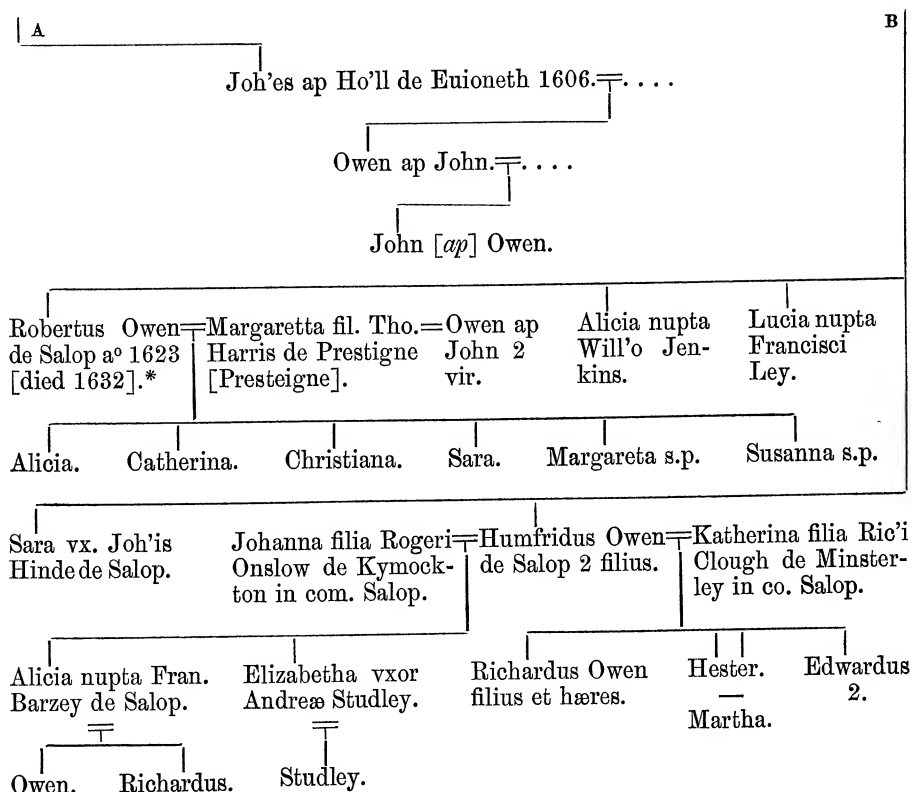 A B
Joh'es ap Ho'll de Euioneth 1606.=....
Owen ap John.=....
John [ap] Owen.
Robertus Owen=Margaretta fil. Tho.=Owen ap Alicia nupta Lucia nupta
de Salop aº 1623 Harris de Prestigne John 2 Will'o Jen- Francisci
[died 1632].* [Presteigne]. vir. kins. Ley.
Alicia. Catherina. Christiana. Sara. Margareta s.p. Susanna s.p.
Sara vx. Joh'is Johanna filia Rogeri=Humfridus Owen=Katherina filia Ric'i
Hinde de Salop. Onslow de Kymock- de Salop 2 filius. Clough de Minster-
ton in com. Salop. ley in co. Salop.
Alicia nupta Fran. Elizabetha vxor Richardus Owen Hester. Edwardus
Barzey de Salop. Andreæ Studley. filius et hæres. — 2.
Martha.
Owen. Richardus. Studley.